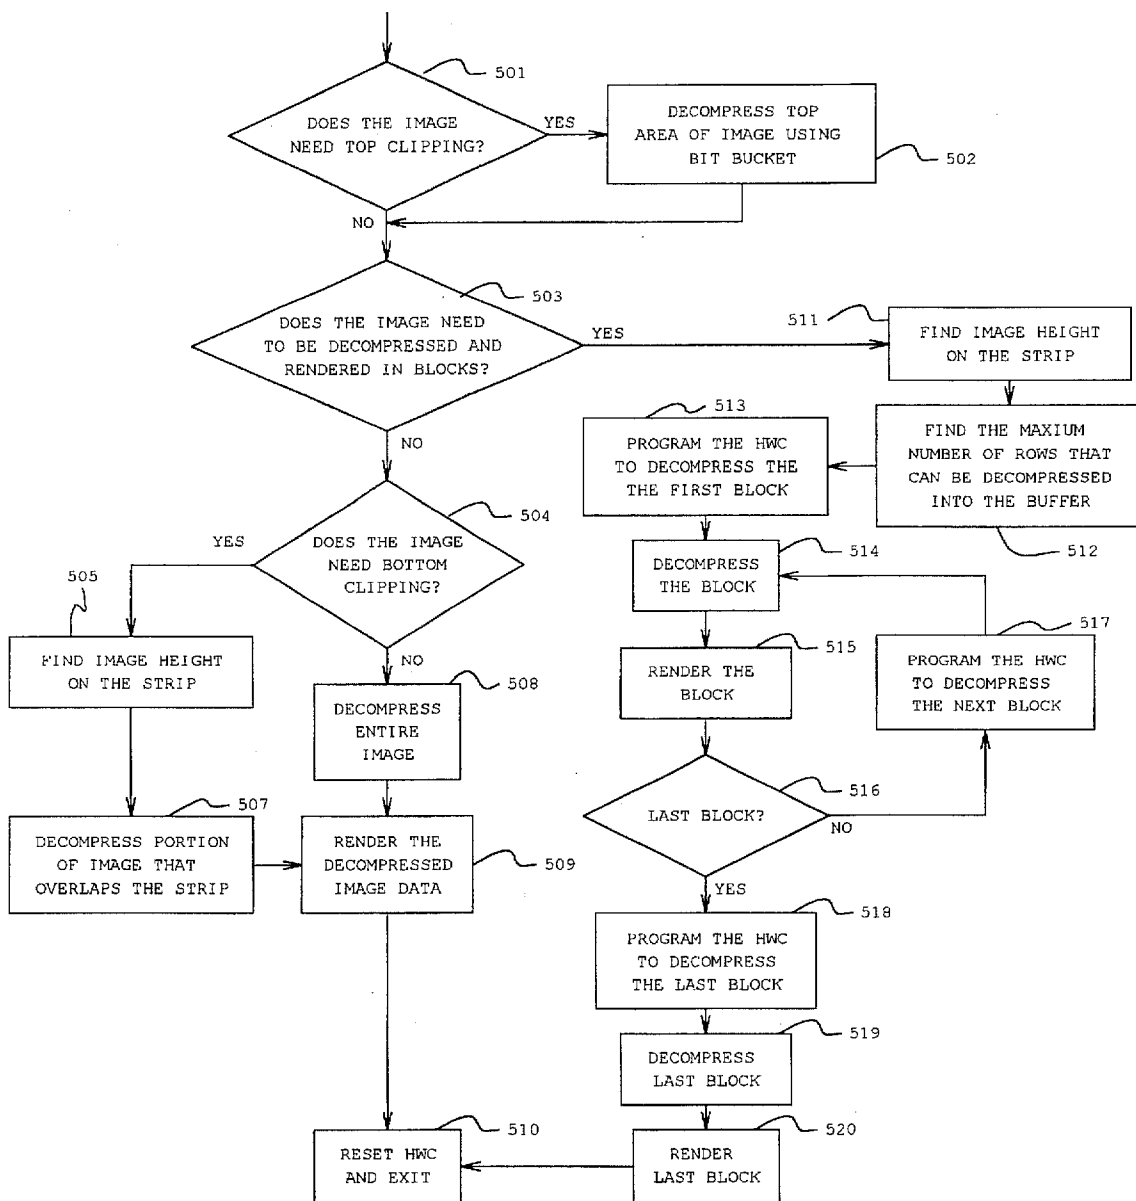 501
DOES THE IMAGE
NEED TOP CLIPPING?
YES
DECOMPRESS TOP
AREA OF IMAGE USING
BIT BUCKET
502
NO
503
DOES THE IMAGE NEED
TO BE DECOMPRESSED AND
RENDERED IN BLOCKS?
YES
511
FIND IMAGE HEIGHT
ON THE STRIP
NO
513
PROGRAM THE HWC
TO DECOMPRESS THE
THE FIRST BLOCK
FIND THE MAXIUM
NUMBER OF ROWS THAT
CAN BE DECOMPRESSED
INTO THE BUFFER
512
504
DOES THE IMAGE
NEED BOTTOM
CLIPPING?
YES
505
FIND IMAGE HEIGHT
ON THE STRIP
NO
508
DECOMPRESS
ENTIRE
IMAGE
507
DECOMPRESS PORTION
OF IMAGE THAT
OVERLAPS THE STRIP
RENDER THE
DECOMPRESSED
IMAGE DATA
509
514
DECOMPRESS
THE BLOCK
515
RENDER THE
BLOCK
517
PROGRAM THE HWC
TO DECOMPRESS
THE NEXT BLOCK
516
LAST BLOCK?
NO
YES
518
PROGRAM THE HWC
TO DECOMPRESS
THE LAST BLOCK
519
DECOMPRESS
LAST BLOCK
510
RESET HWC
AND EXIT
520
RENDER
LAST BLOCK